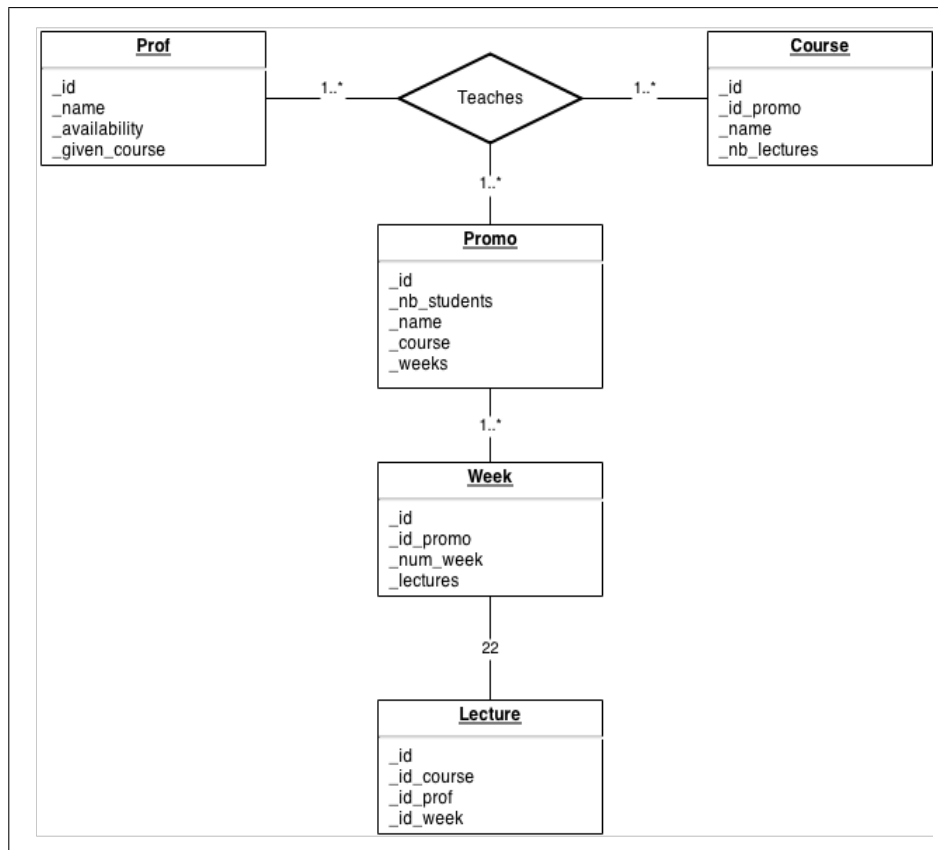 Prof
_id
_name
_availability
_given_course
1..*
Teaches
1..*
Course
_id
_id_promo
_name
_nb_lectures
1..*
Promo
_id
_nb_students
_name
_course
_weeks
1..*
Week
_id
_id_promo
_num_week
_lectures
22
Lecture
_id
_id_course
_id_prof
_id_week